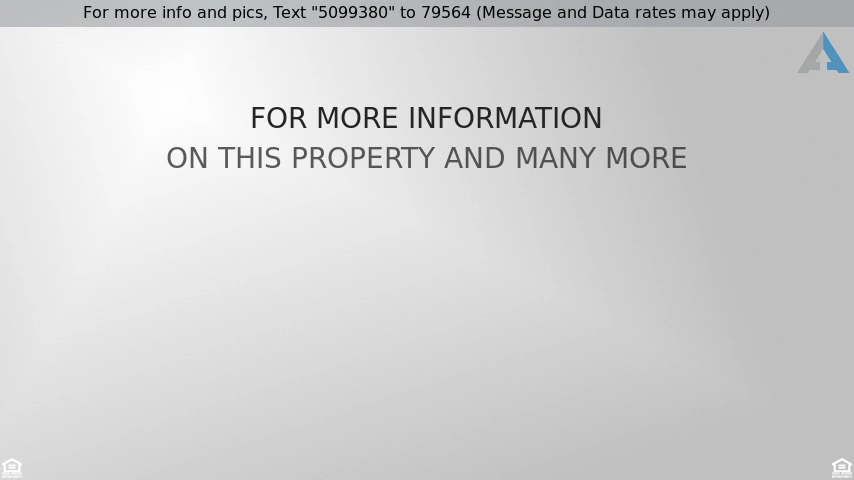 For more info and pics, Text "5099380" to 79564 (Message and Data rates may apply)
FOR MORE INFORMATION
ON THIS PROPERTY AND MANY MORE